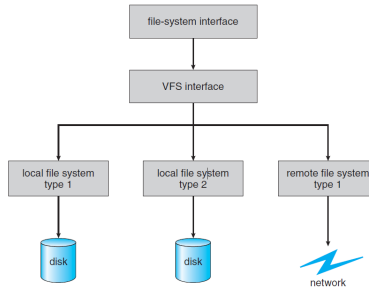 file-system interface
VFS interface
local file system
type 1
local file system
type 2
remote file system
type 1
disk
disk
network